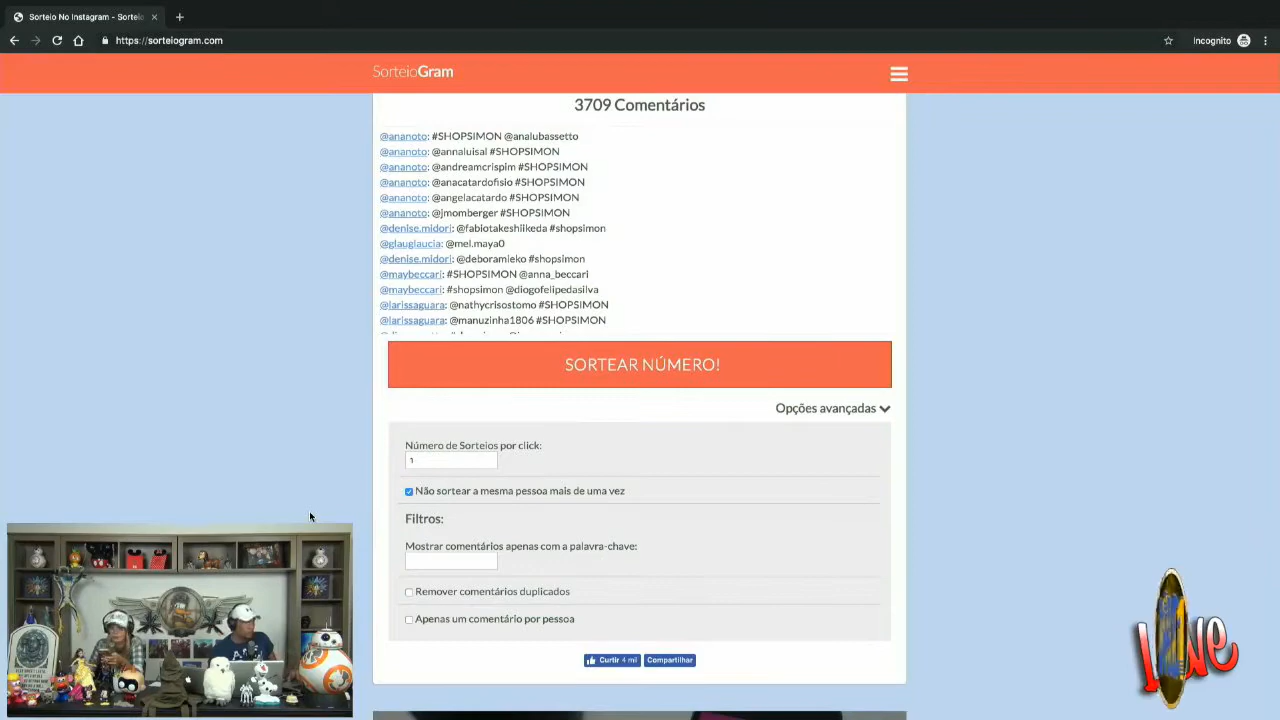 Sorteio No Instagram - Sorteio
https://sorteiogram.com
Incognito
SorteioGram
3709 Comentários
@ananoto: #SHOPSIMON @analubassetto
@ananoto: @annaluisal #SHOPSIMON
@ananoto: @andreamcrispim #SHOPSIMON
@ananoto: @anacatardofisio #SHOPSIMON
@ananoto: @angelacatardo #SHOPSIMON
@ananoto: @jmomberger #SHOPSIMON
@denise.midori: @fabiotakeshiikeda #shopsimon
@glauglaucia: @mel.maya0
@denise.midori: @deboramieko #shopsimon
@maybeccari: #SHOPSIMON @anna_beccari
@maybeccari: #shopsimon @diogofelipedasilva
@larissaguara: @nathycrisostomo #SHOPSIMON
@larissaguara: @manuzinha1806 #SHOPSIMON
SORTEAR NÚMERO!
Opções avançadas
Número de Sorteios por click:
1
Não sortear a mesma pessoa mais de uma vez
Filtros:
Mostrar comentários apenas com a palavra-chave:
Remover comentários duplicados
Apenas um comentário por pessoa
Curtir 4 mil
Compartilhar